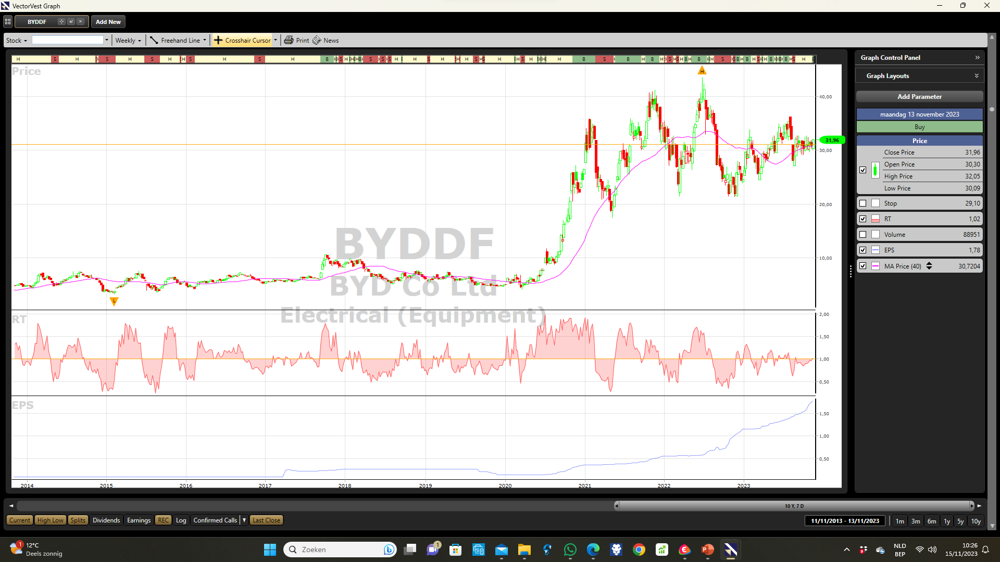 VectorVest Graph
BYDDF
Add New
Stock
Weekly
Freehand Line
Crosshair Cursor
Print
News
Price
H
L
40,00
31,96
30,00
20,00
10,00
BYDDF
BYD Co Ltd
Electrical (Equipment)
RT
2,00
1,50
1,00
0,50
EPS
1,50
1,00
0,50
2014 2015 2016 2017 2018 2019 2020 2021 2022 2023
Graph Control Panel
Graph Layouts
Add Parameter
maandag 13 november 2023
Buy
Price
Close Price 31,96
Open Price 30,30
High Price 32,05
Low Price 30,09
Stop 29,10
RT 1,02
Volume 88951
EPS 1,78
MA Price (40) 30,7204
10 Y, 7 D
Current High Low Splits Dividends Earnings REC Log Confirmed Calls Last Close
11/11/2013 - 13/11/2023 1m 3m 6m 1y 5y 10y
1
12°C
Deels zonnig
Zoeken
1
NLD
BEP
10:26
15/11/2023